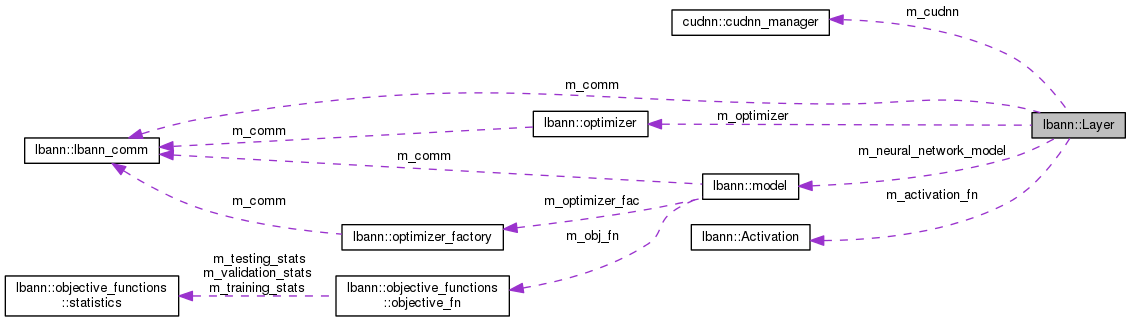 cudnn::cudnn_manager
m_cudnn
m_comm
lbann::optimizer
m_optimizer
lbann::Layer
m_comm
lbann::lbann_comm
m_comm
m_neural_network_model
lbann::model
m_activation_fn
m_comm
m_optimizer_fac
lbann::optimizer_factory
m_obj_fn
lbann::Activation
m_testing_stats
m_validation_stats
m_training_stats
lbann::objective_functions
::statistics
lbann::objective_functions
::objective_fn